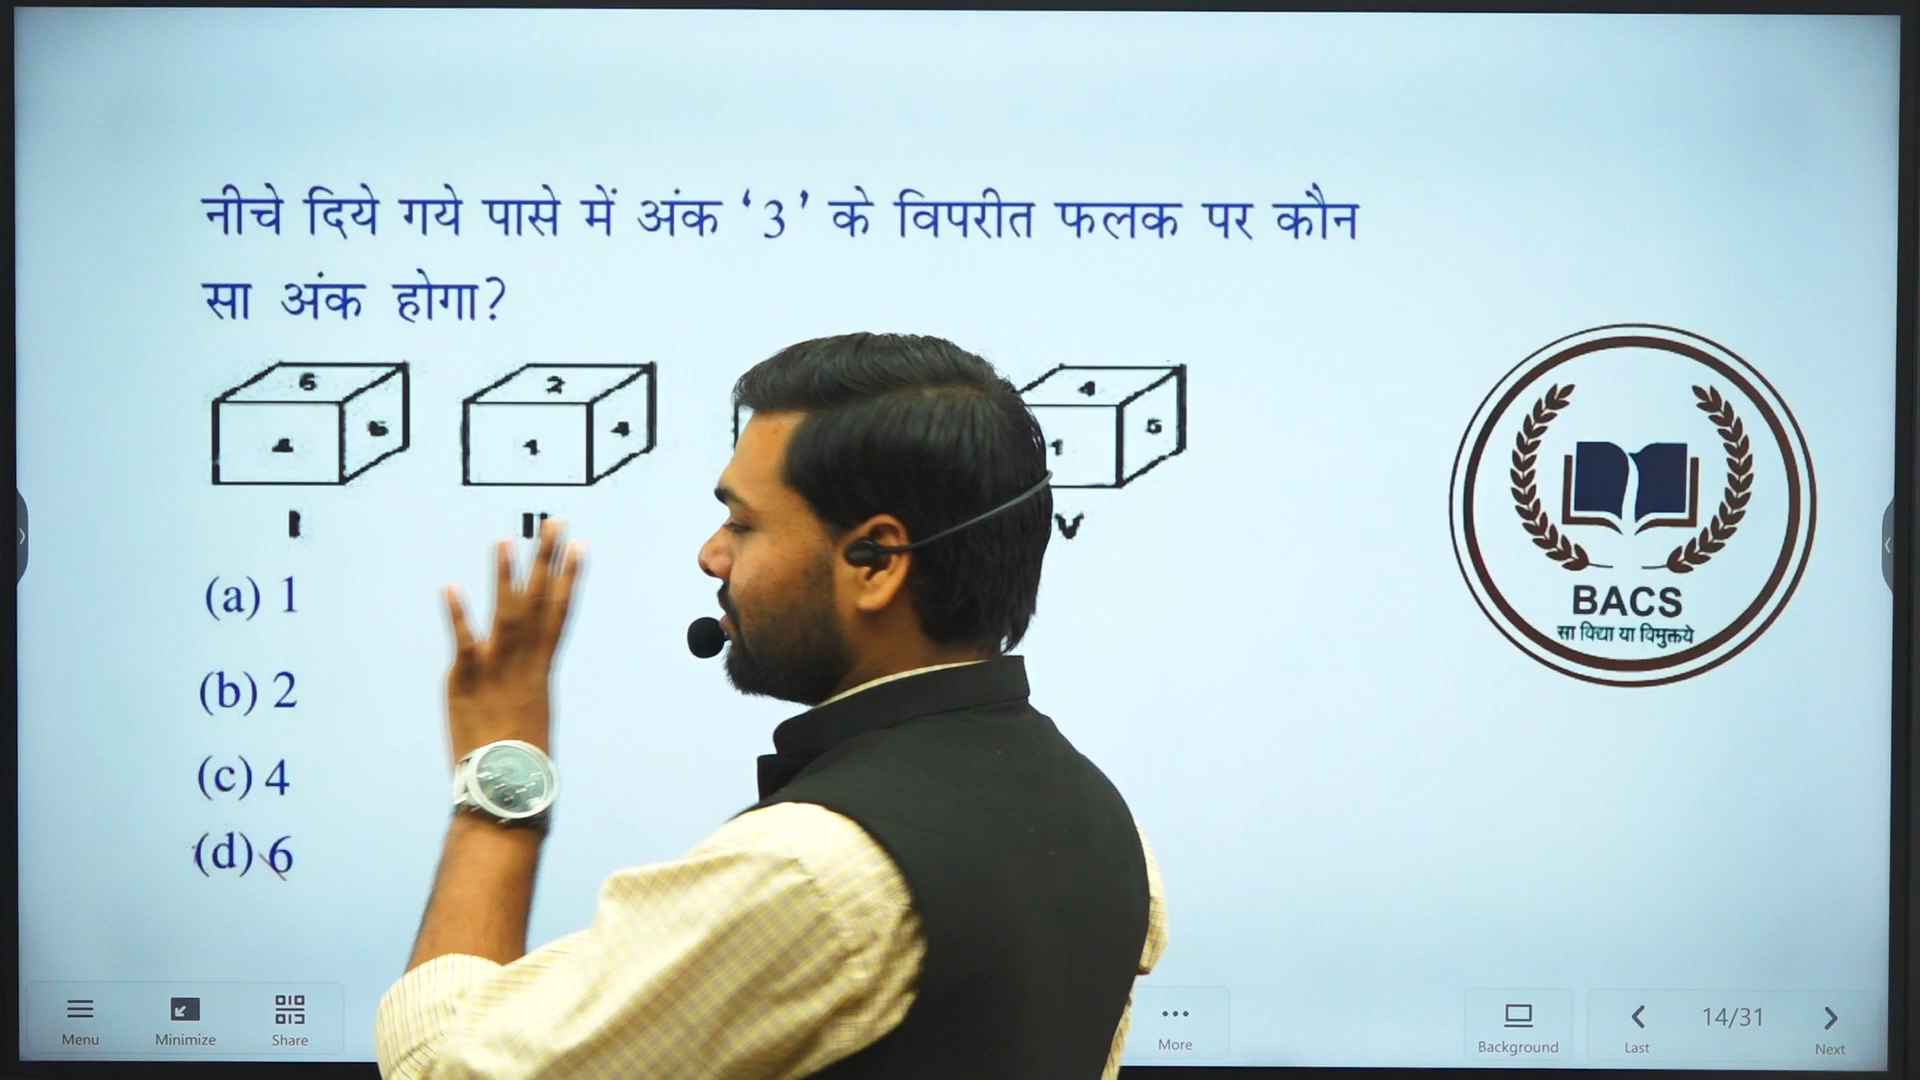 नीचे दिये गये पासे में अंक ‘3’ के विपरीत फलक पर कौन
सा अंक होगा?
6
5
4
2
4
1
4
5
1
I
II
V
(a) 1
(b) 2
(c) 4
(d) 6
BACS
सा विद्या या विमुक्तये
Menu
Minimize
Share
More
Background
Last
14/31
Next